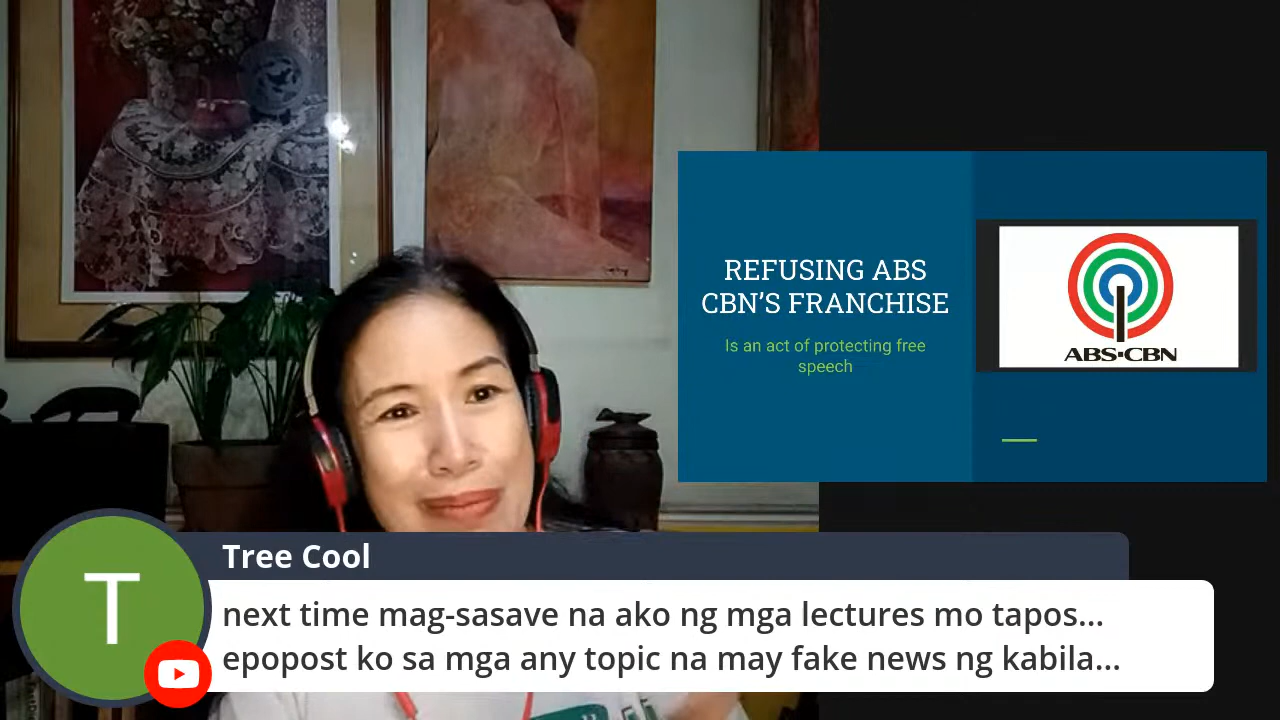 REFUSING ABS
CBN'S FRANCHISE
Is an act of protecting free
speech
ABS-CBN
Tree Cool
T
next time mag-sasave na ako ng mga lectures mo tapos...
epopost ko sa mga any topic na may fake news ng kabila...